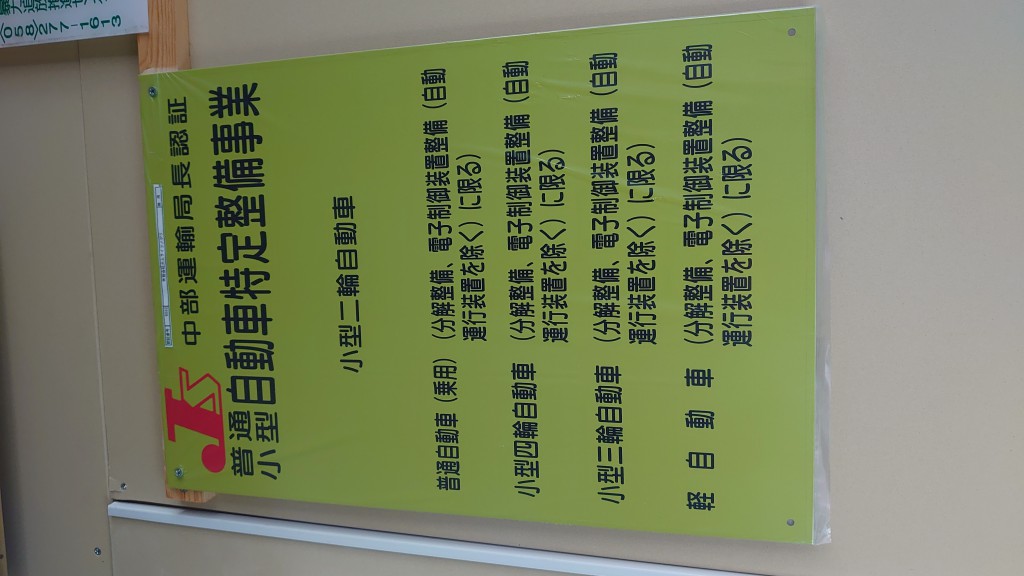 (058)277-1613
JK
中部運輸局長認証
普通
小型
自動車特定整備事業
小型二輪自動車
普通自動車(乗用)(分解整備、電子制御装置整備(自動
運行装置を除く)に限る)
小型四輪自動車(分解整備、電子制御装置整備(自動
運行装置を除く)に限る)
小型三輪自動車(分解整備、電子制御装置整備(自動
運行装置を除く)に限る)
軽自動車(分解整備、電子制御装置整備(自動
運行装置を除く)に限る)